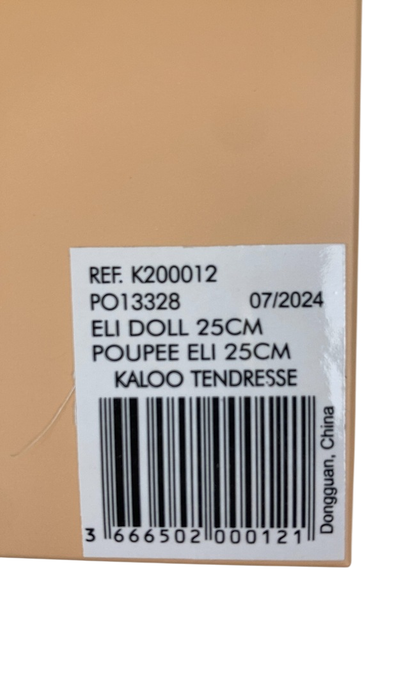 REF. K200012
PO13328 07/2024
ELI DOLL 25CM
POUPEE ELI 25CM
KALOO TENDRESSE
Dongguan, China
3 666502 000121